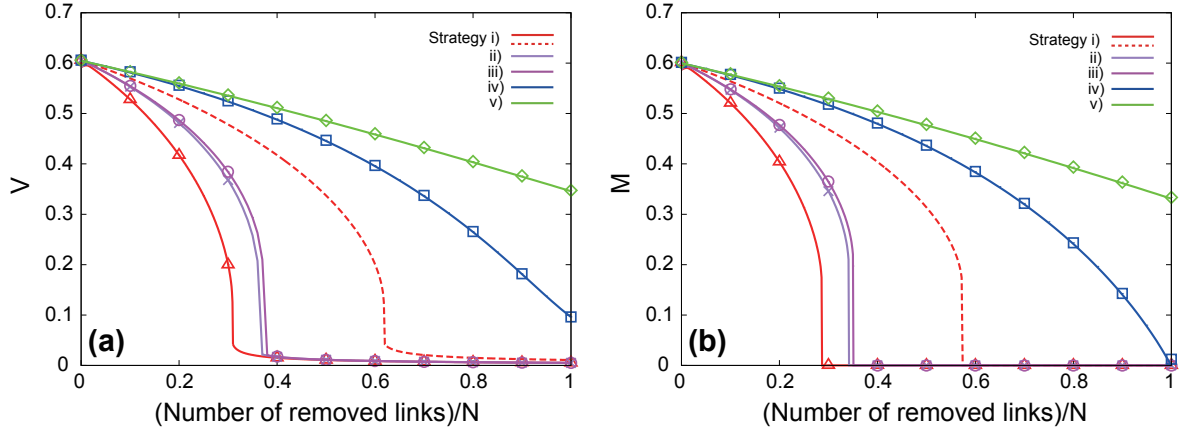 0.7
0.6
0.5
0.4
0.3
0.2
0.1
0
V
Strategy i)
ii)
iii)
iv)
v)
(a)
0 0.2 0.4 0.6 0.8 1
(Number of removed links)/N
0.7
0.6
0.5
0.4
0.3
0.2
0.1
0
M
Strategy i)
ii)
iii)
iv)
v)
(b)
0 0.2 0.4 0.6 0.8 1
(Number of removed links)/N